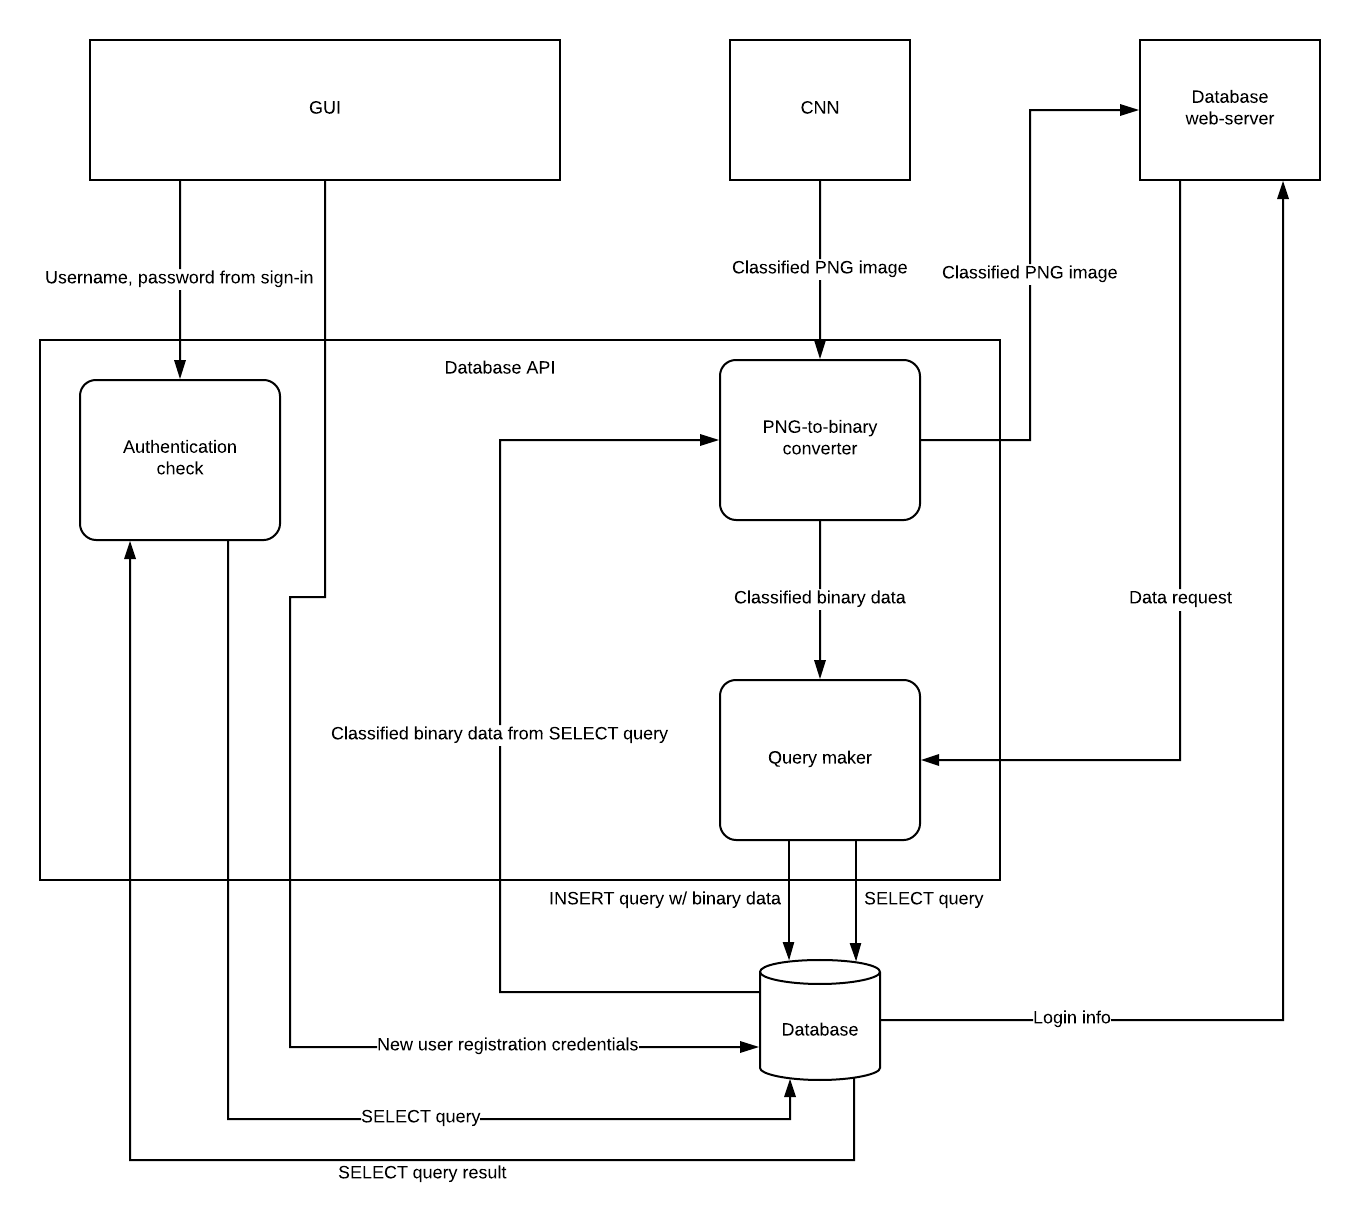 GUI
CNN
Database
web-server
Username, password from sign-in
Classified PNG image
Classified PNG image
Database API
Authentication
check
PNG-to-binary
converter
Classified binary data
Data request
Classified binary data from SELECT query
Query maker
INSERT query w/ binary data
SELECT query
Database
Login info
New user registration credentials
SELECT query
SELECT query result